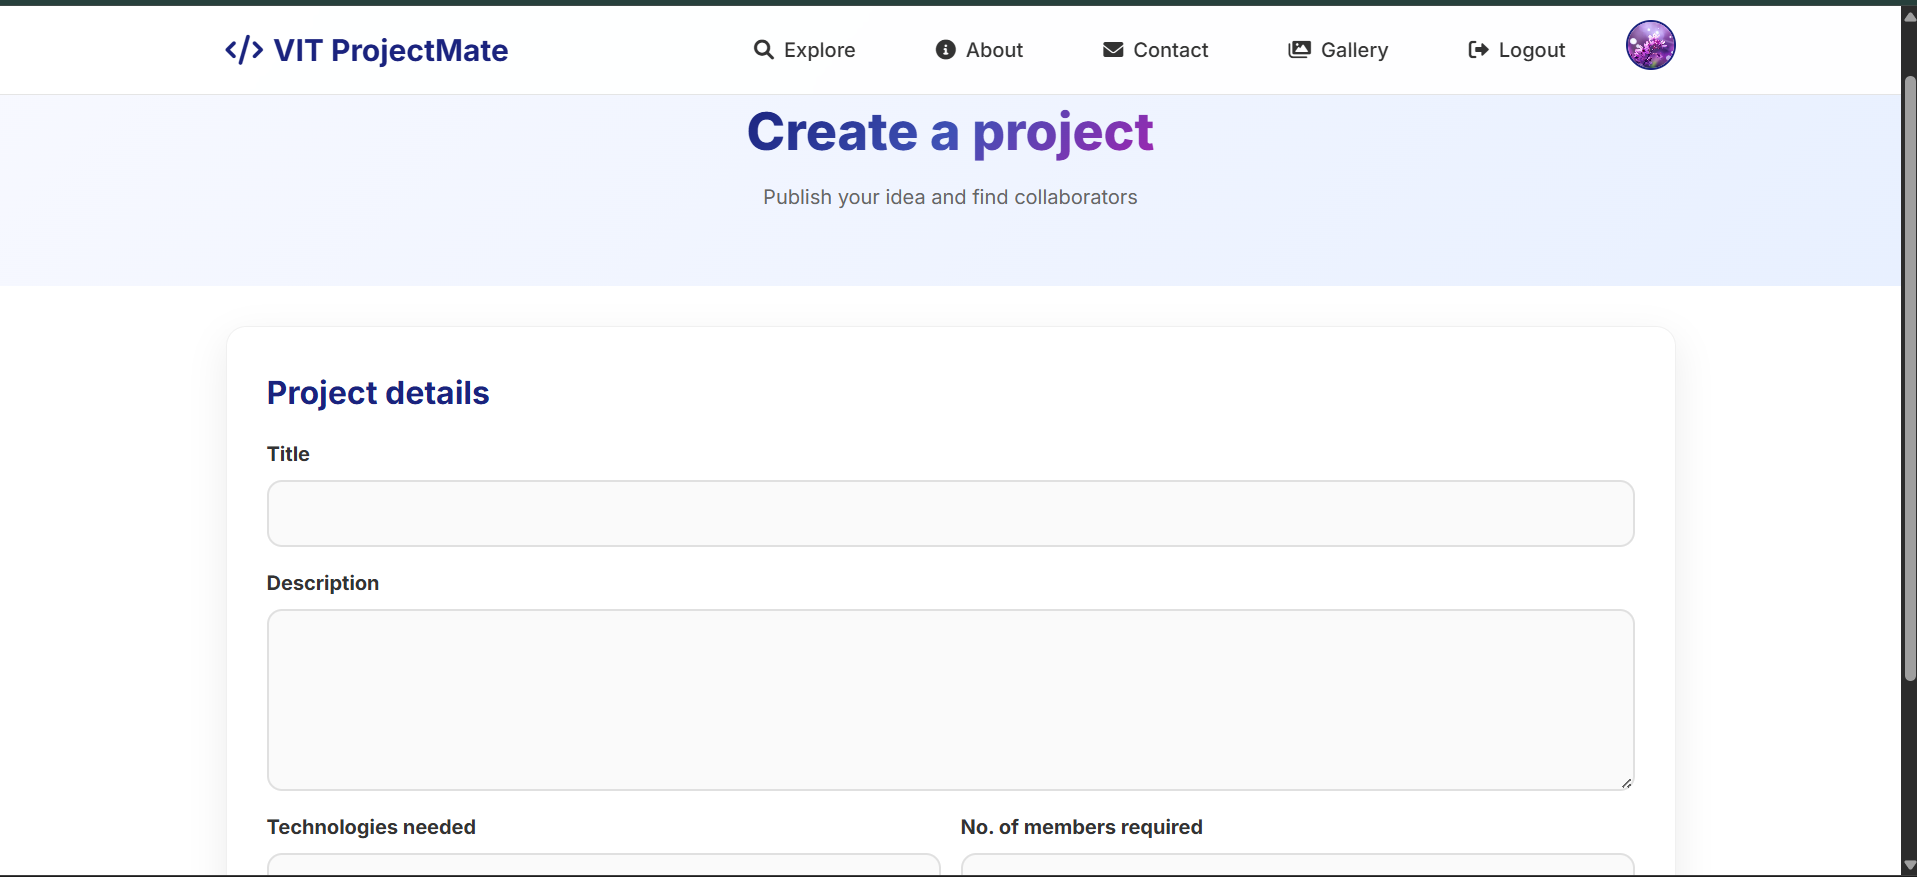 </> VIT ProjectMate
Explore
About
Contact
Gallery
Logout
Create a project
Publish your idea and find collaborators
Project details
Title
Description
Technologies needed
No. of members required